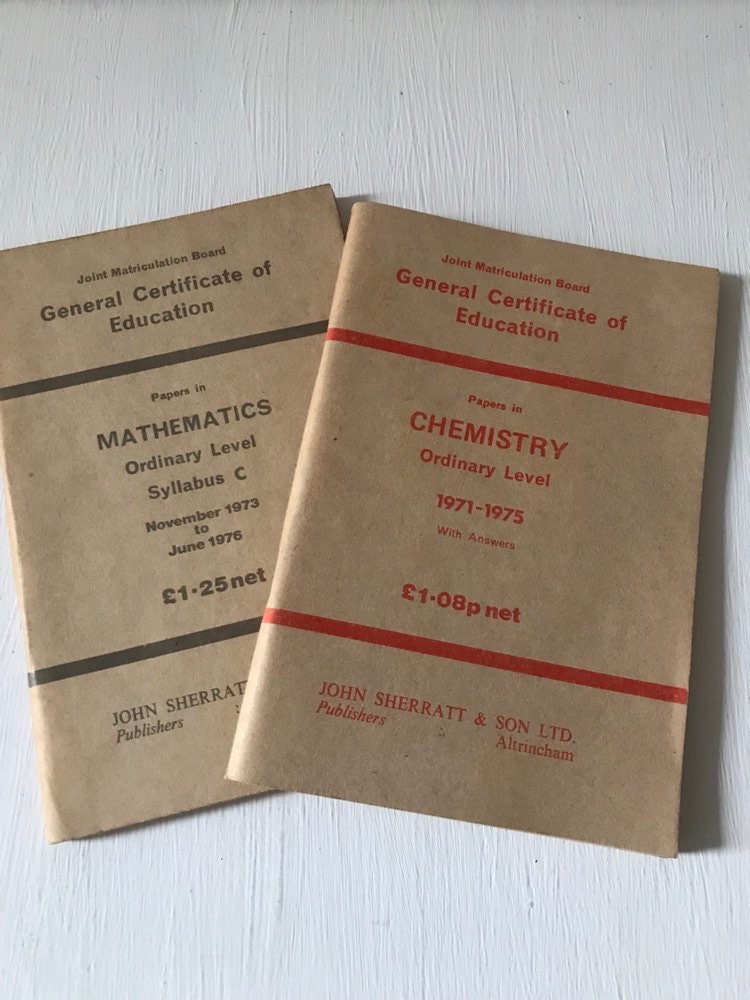 Joint Matriculation Board
General Certificate of
Education
Papers in
MATHEMATICS
Ordinary Level
Syllabus C
November 1973
to
June 1976
£1·25 net
JOHN SHERRATT
Publishers
Joint Matriculation Board
General Certificate of
Education
Papers in
CHEMISTRY
Ordinary Level
1971-1975
With Answers
£1·08p net
JOHN SHERRATT & SON LTD.
Publishers
Altrincham